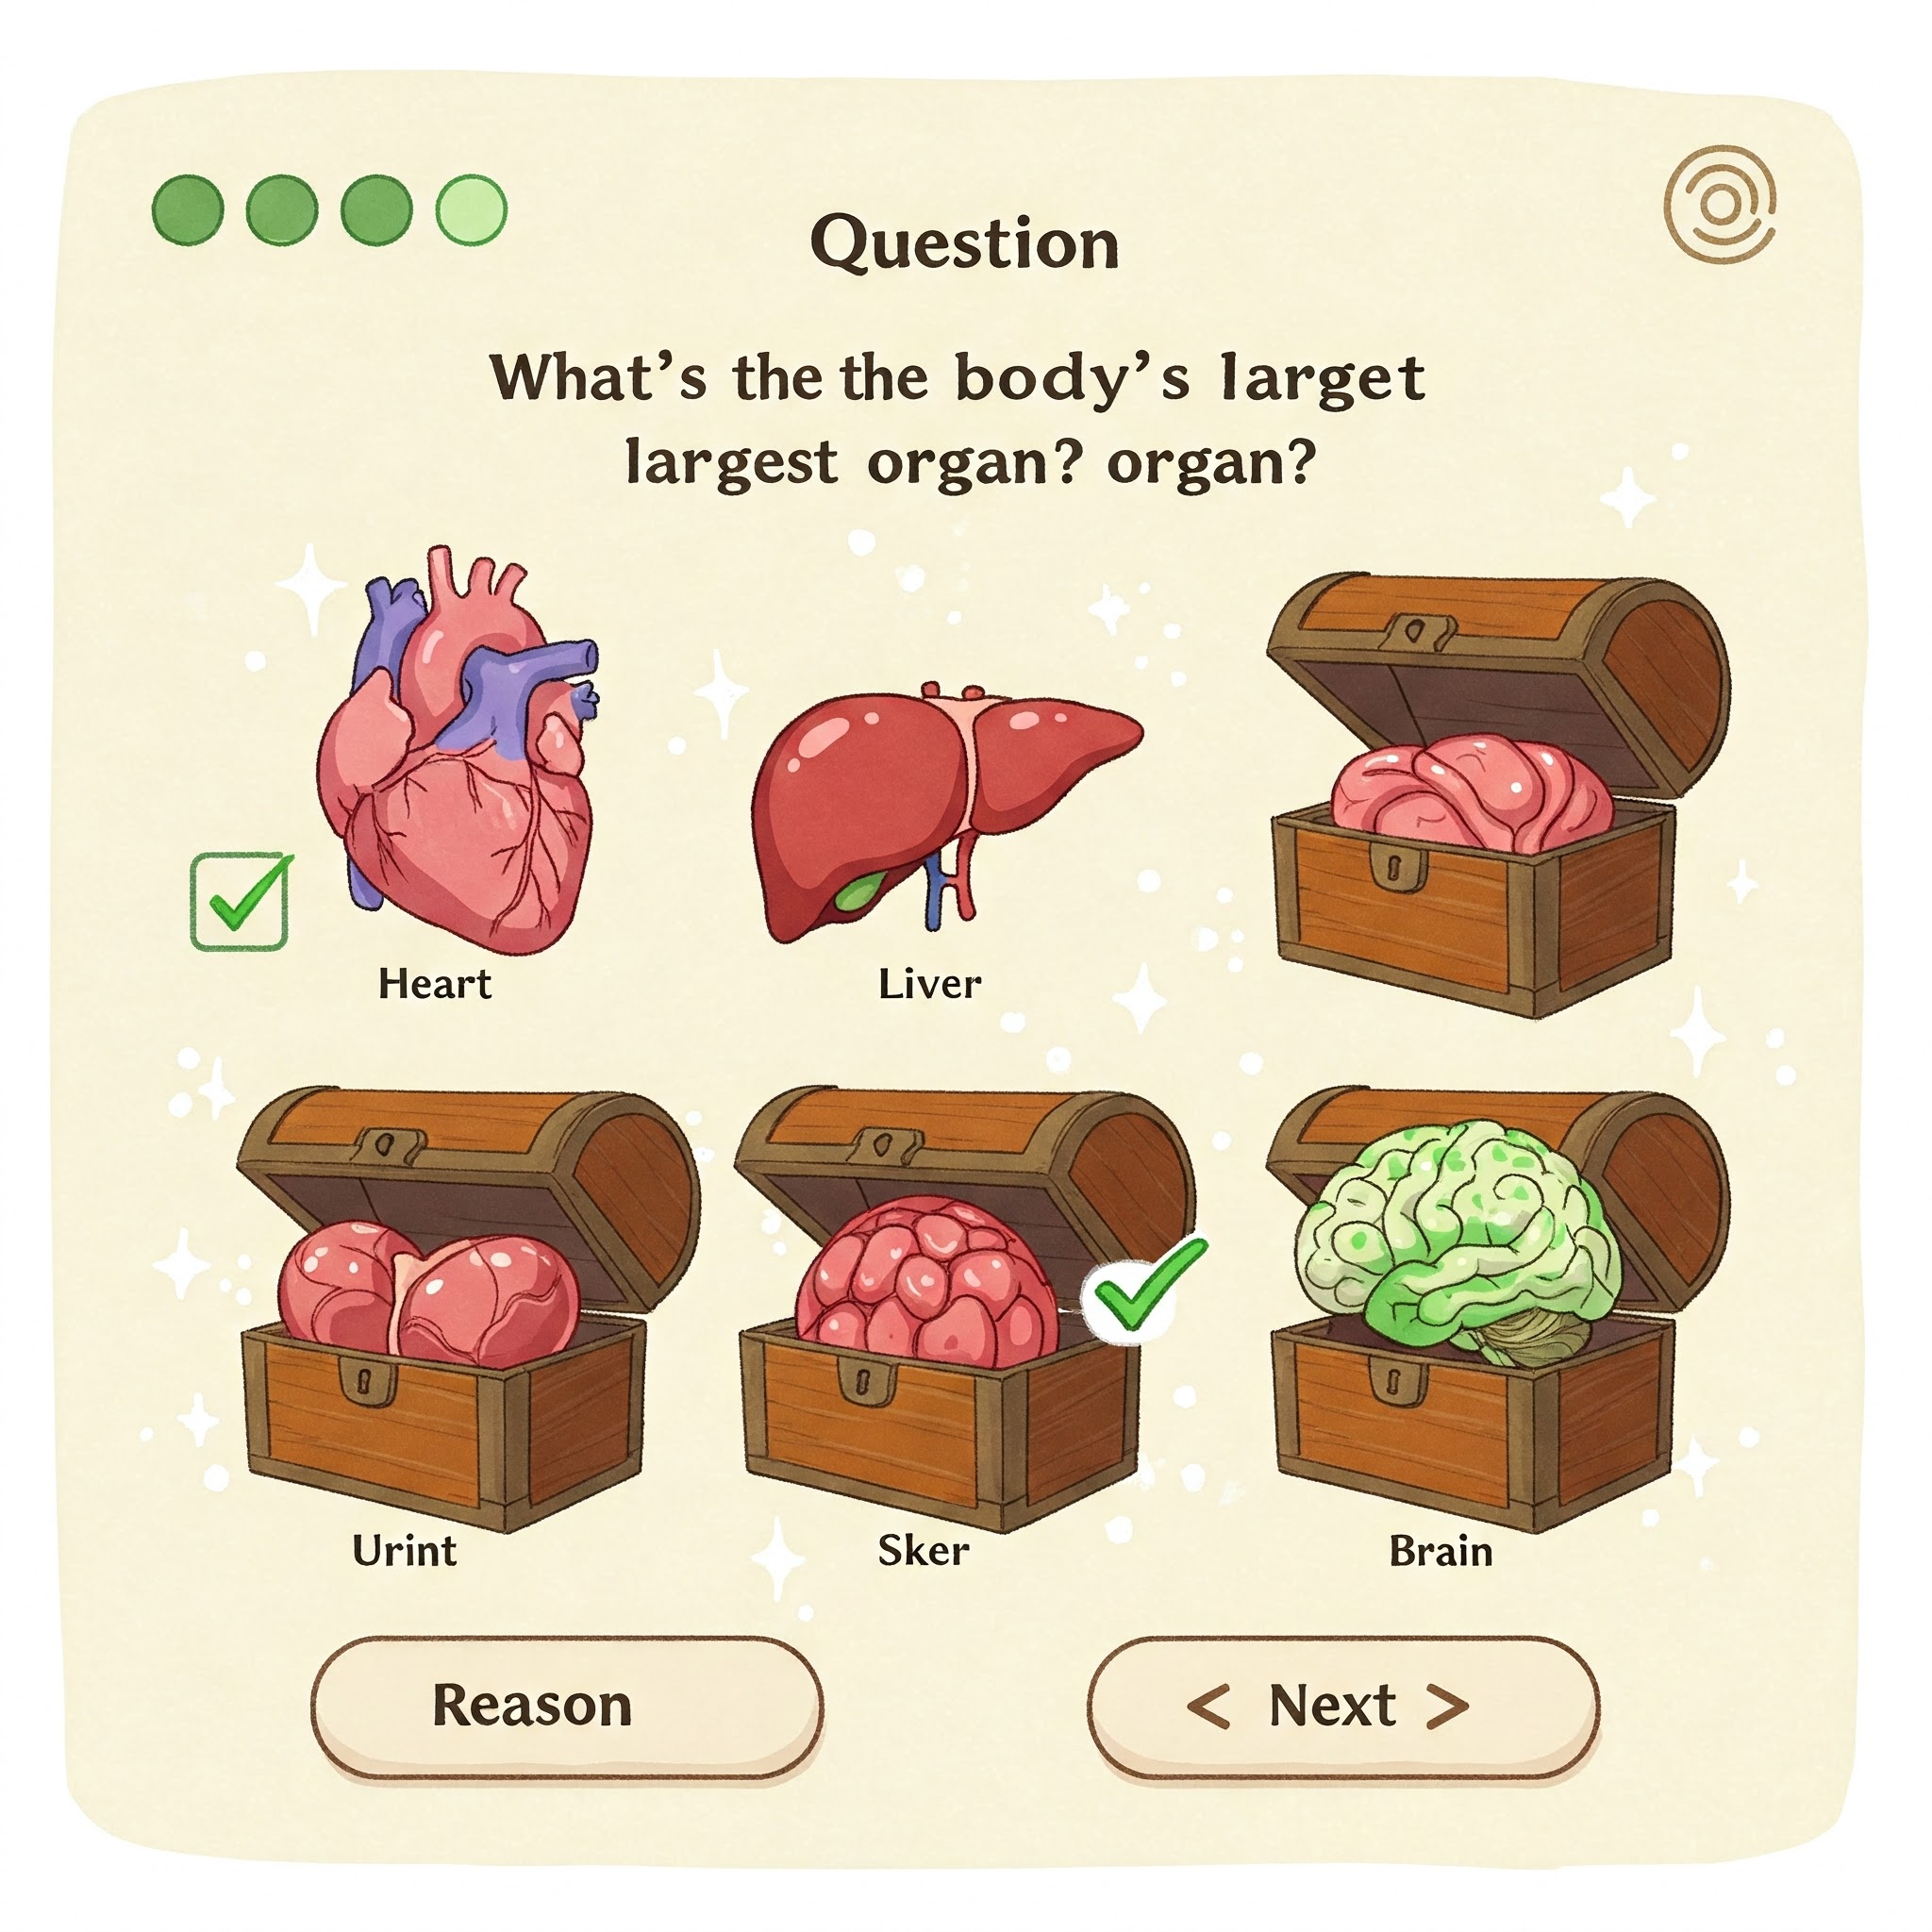 Question
What's the the body's larget
largest organ? organ?
Heart
Liver
Urint
Sker
Brain
Reason
< Next >